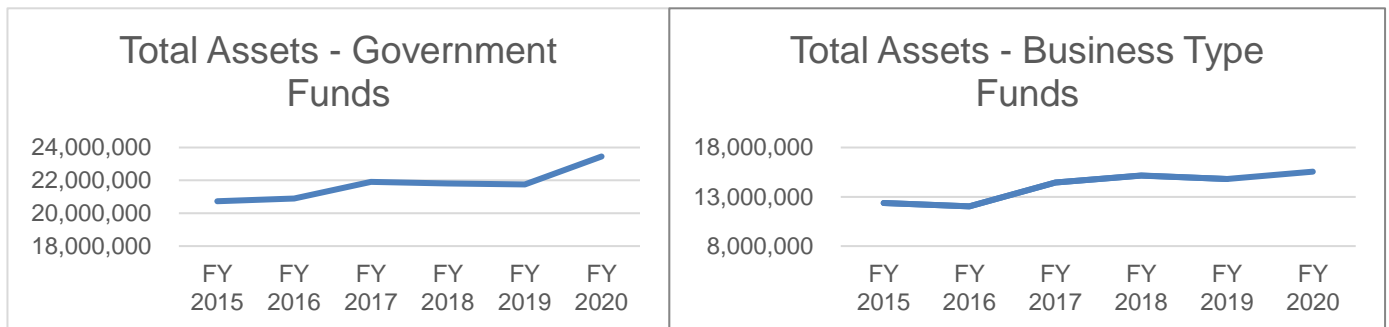 Total Assets - Government
Funds
24,000,000
22,000,000
20,000,000
18,000,000
FY FY FY FY FY FY
2015 2016 2017 2018 2019 2020
Total Assets - Business Type
Funds
18,000,000
13,000,000
8,000,000
FY FY FY FY FY FY
2015 2016 2017 2018 2019 2020